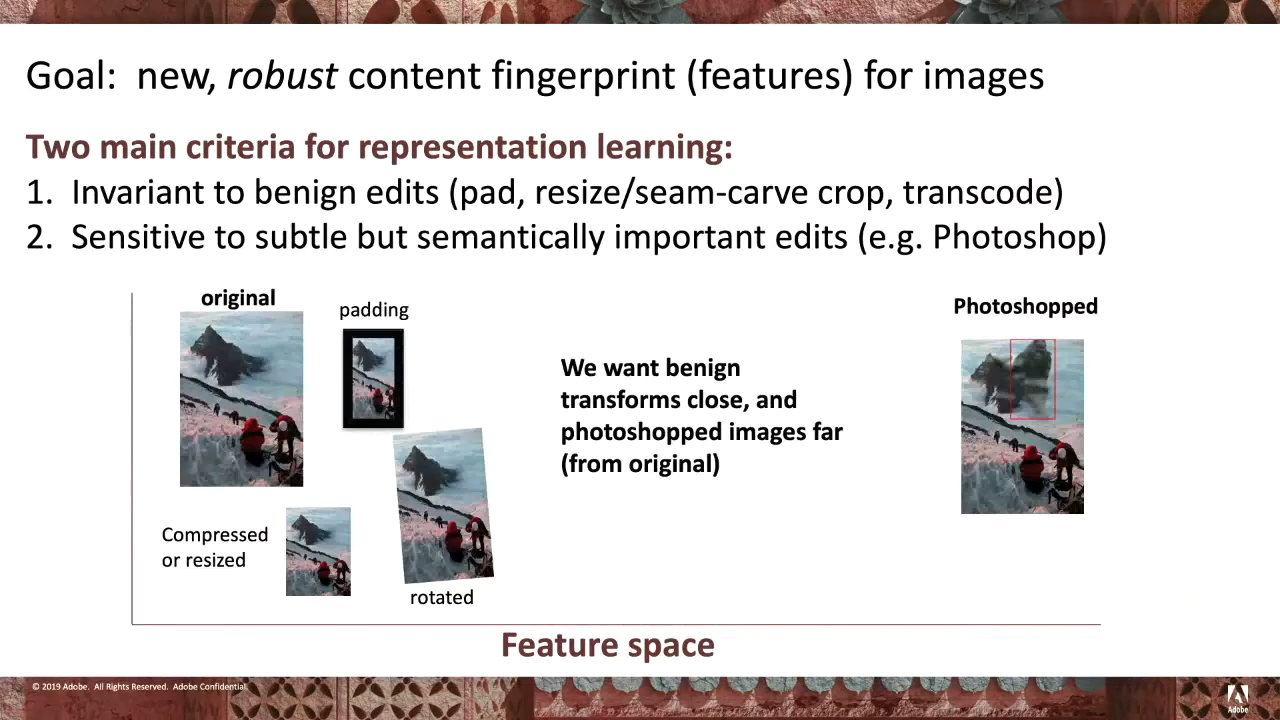 Goal:  new, robust content fingerprint (features) for images
Two main criteria for representation learning:
1. Invariant to benign edits (pad, resize/seam-carve crop, transcode)
2. Sensitive to subtle but semantically important edits (e.g. Photoshop)
original
padding
Photoshopped
We want benign
transforms close, and
photoshopped images far
(from original)
Compressed
or resized
rotated
Feature space
© 2019 Adobe.  All Rights Reserved.  Adobe Confidential.
Adobe